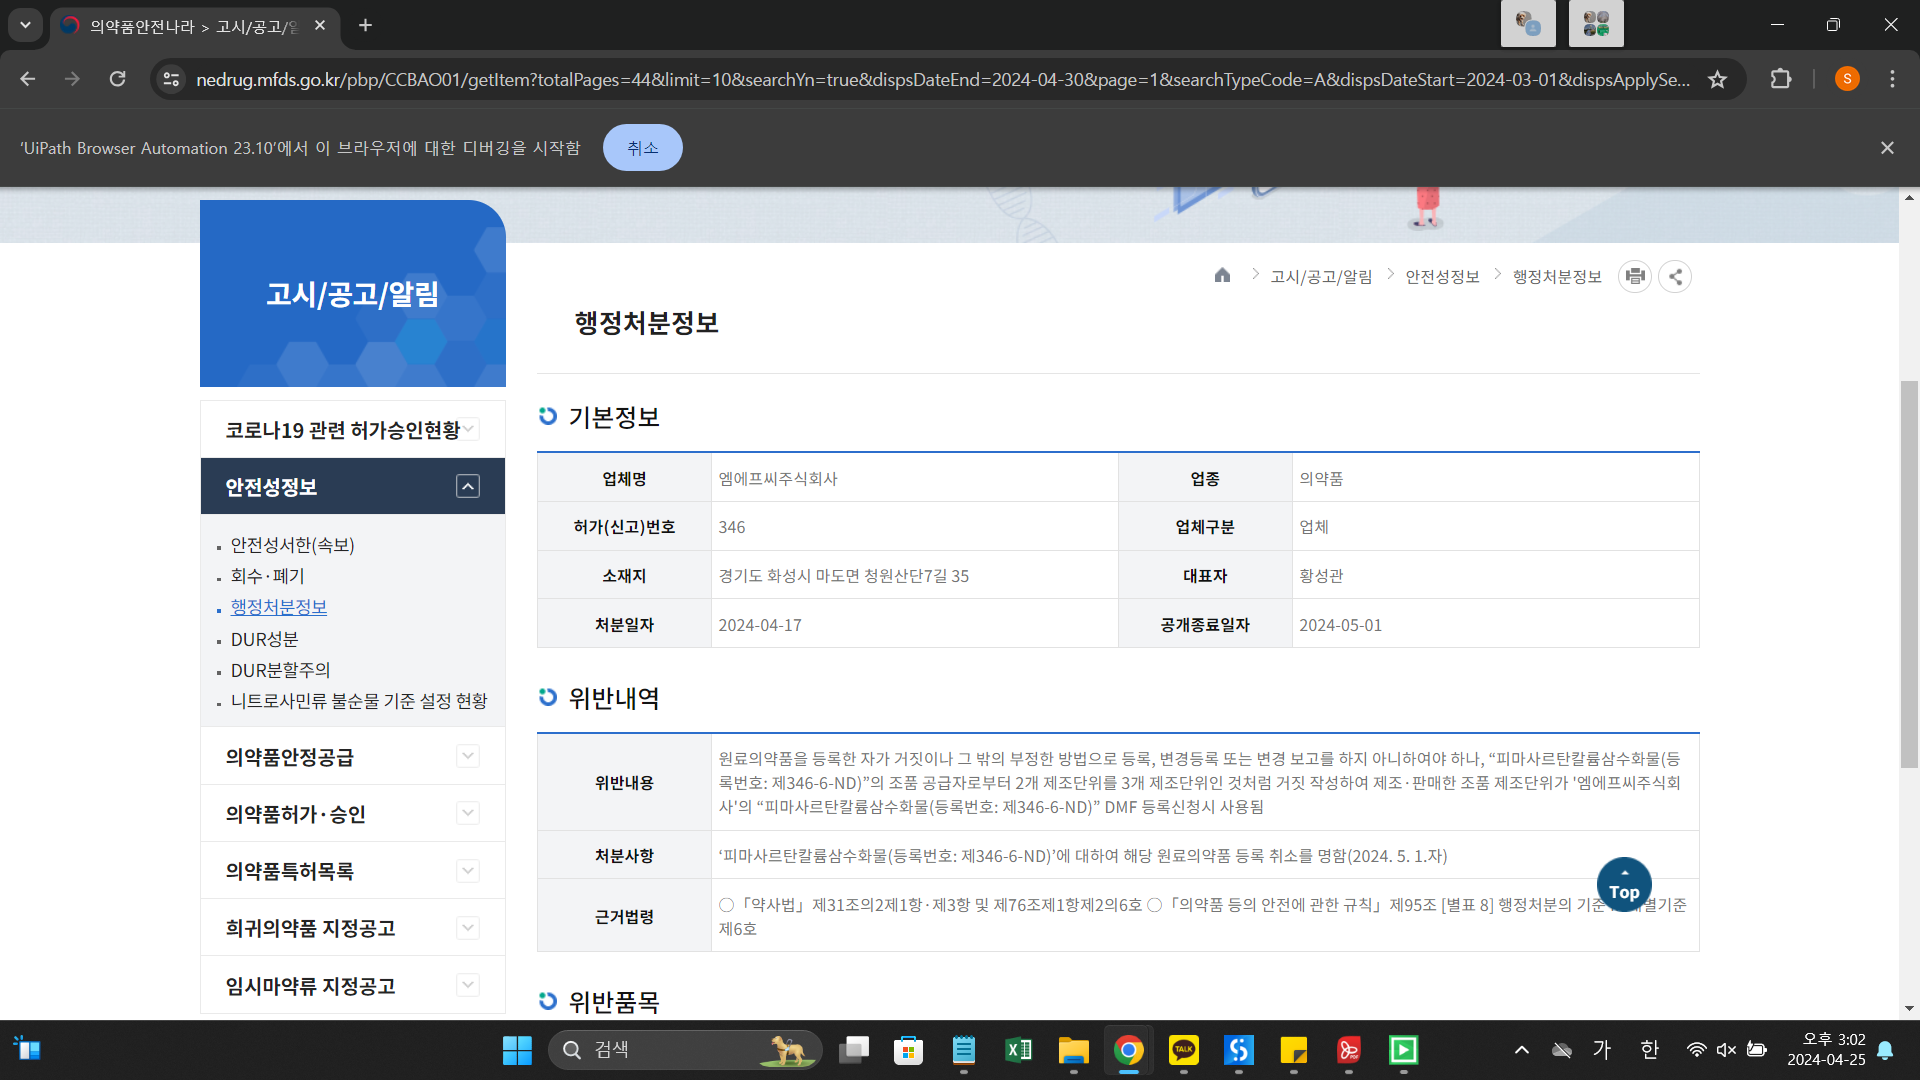 의약품안전나라 > 고시/공고/알
nedrug.mfds.go.kr/pbp/CCBAO01/getItem?totalPages=44&limit=10&searchYn=true&dispsDateEnd=2024-04-30&page=1&searchTypeCode=A&dispsDateStart=2024-03-01&dispsApplySe...
S
‘UiPath Browser Automation 23.10’에서 이 브라우저에 대한 디버깅을 시작함
취소
고시/공고/알림
고시/공고/알림 > 안전성정보 > 행정처분정보
행정처분정보
코로나19 관련 허가승인현황
안전성정보
안전성서한(속보)
회수·폐기
행정처분정보
DUR성분
DUR분할주의
니트로사민류 불순물 기준 설정 현황
의약품안정공급
의약품허가·승인
의약품특허목록
희귀의약품 지정공고
임시마약류 지정공고
기본정보
업체명 엠에프씨주식회사 업종 의약품
허가(신고)번호 346 업체구분 업체
소재지 경기도 화성시 마도면 청원산단7길 35 대표자 황성관
처분일자 2024-04-17 공개종료일자 2024-05-01
위반내역
위반내용
원료의약품을 등록한 자가 거짓이나 그 밖의 부정한 방법으로 등록, 변경등록 또는 변경 보고를 하지 아니하여야 하나, “피마사르탄칼륨삼수화물(등
록번호: 제346-6-ND)”의 조품 공급자로부터 2개 제조단위를 3개 제조단위인 것처럼 거짓 작성하여 제조·판매한 조품 제조단위가 '엠에프씨주식회
사'의 “피마사르탄칼륨삼수화물(등록번호: 제346-6-ND)” DMF 등록신청시 사용됨
처분사항 ‘피마사르탄칼륨삼수화물(등록번호: 제346-6-ND)’에 대하여 해당 원료의약품 등록 취소를 명함(2024. 5. 1.자)
근거법령
○「약사법」제31조의2제1항·제3항 및 제76조제1항제2의6호 ○「의약품 등의 안전에 관한 규칙」제95조 [별표 8] 행정처분의 기준 개별기준
제6호
Top
위반품목
검색
TALK
가
한
오후 3:02
2024-04-25